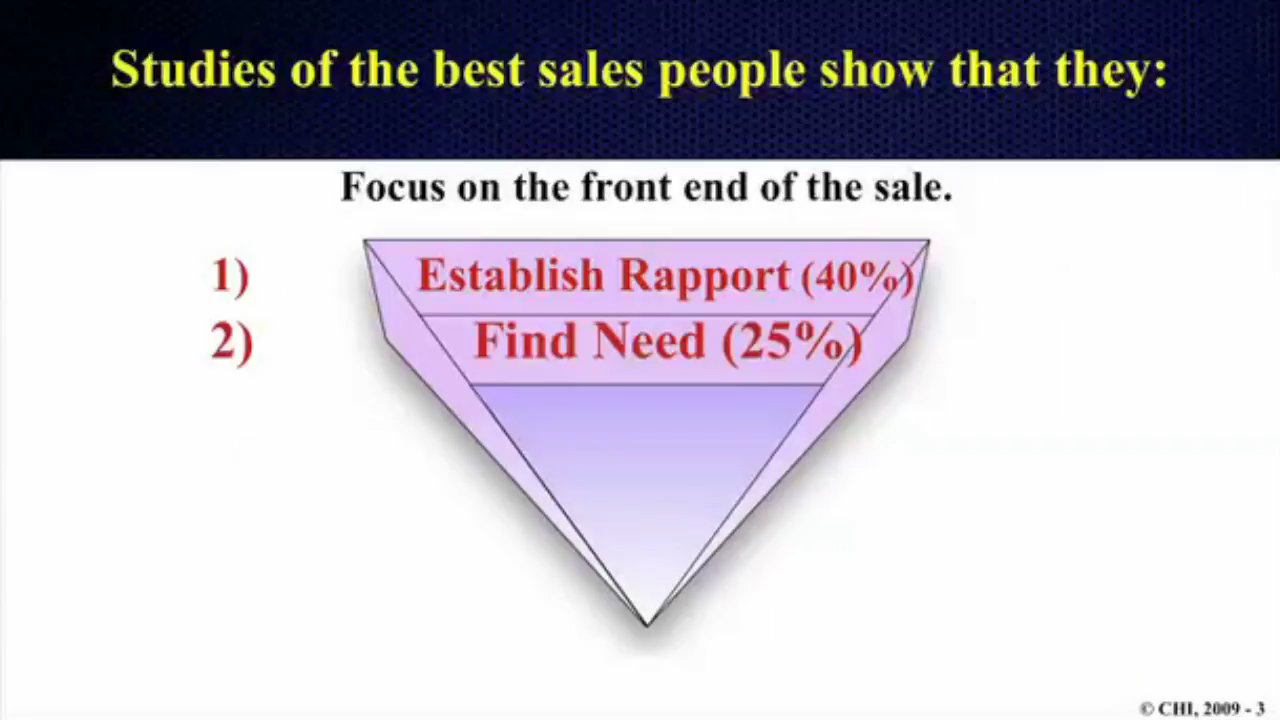 Studies of the best sales people show that they:
Focus on the front end of the sale.
1) Establish Rapport (40%)
2) Find Need (25%)
© CHI, 2009 - 3